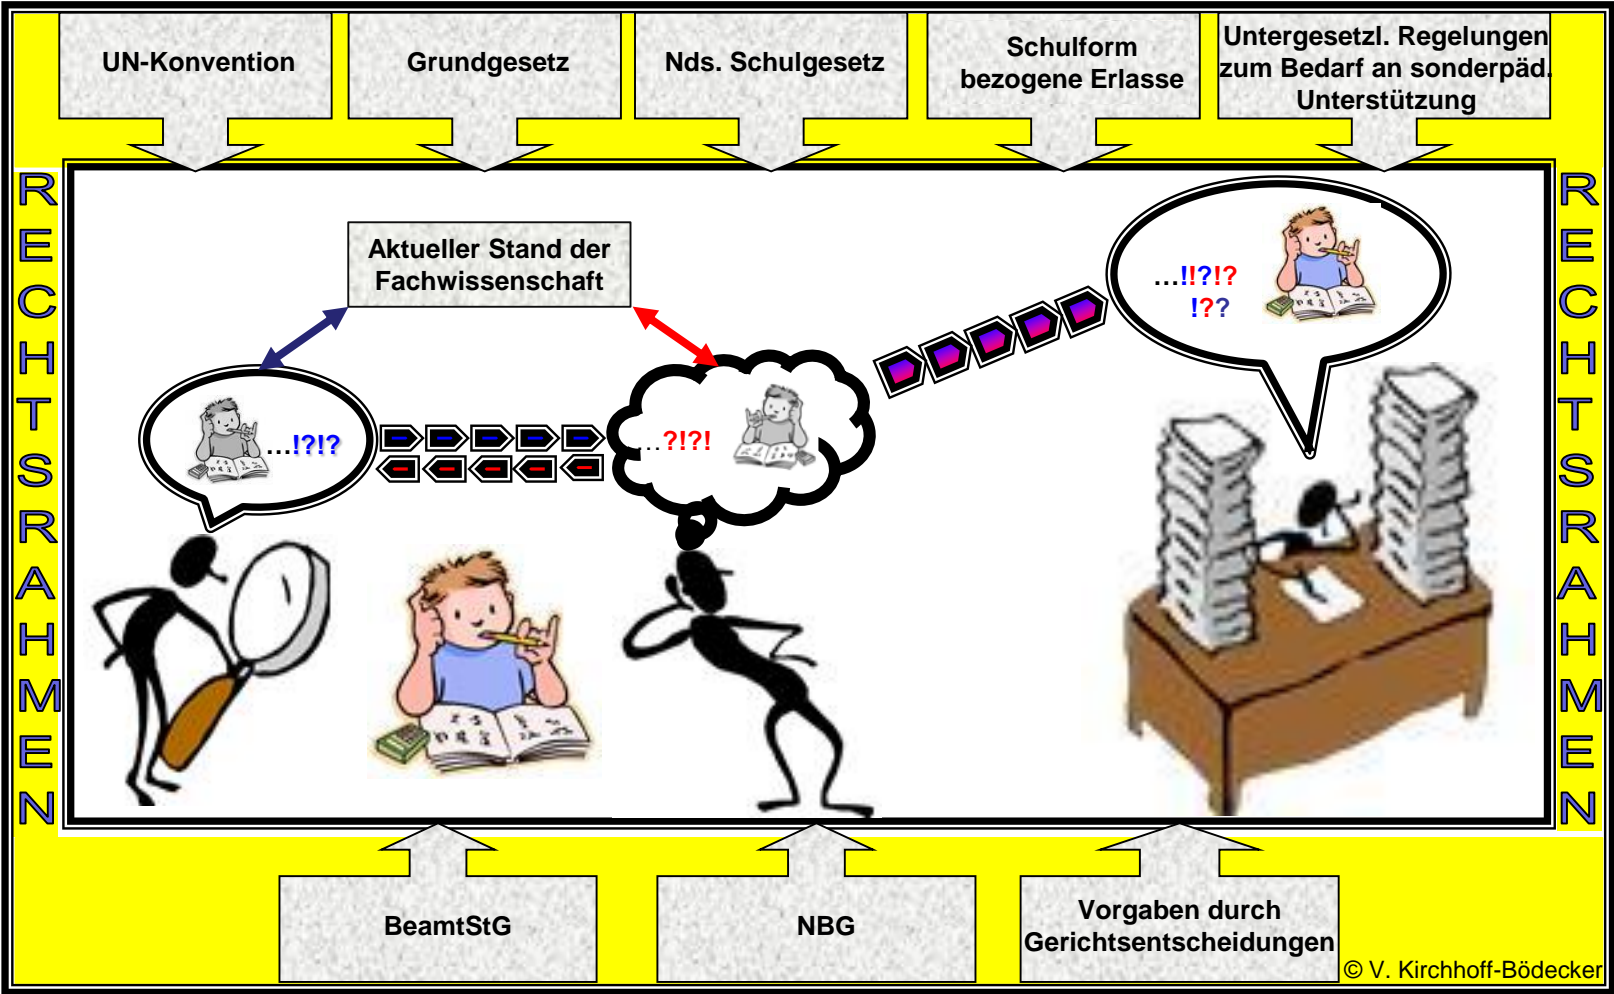 UN-Konvention
Grundgesetz
Nds. Schulgesetz
Schulform
bezogene Erlasse
Untergesetzl. Regelungen
zum Bedarf an sonderpäd.
Unterstützung
RECHTSRAHMEN
Aktueller Stand der
Fachwissenschaft
...!?!?
...?!?!
...!!?!?
!??
RECHTSRAHMEN
BeamtStG
NBG
Vorgaben durch
Gerichtsentscheidungen
© V. Kirchhoff-Bödecker